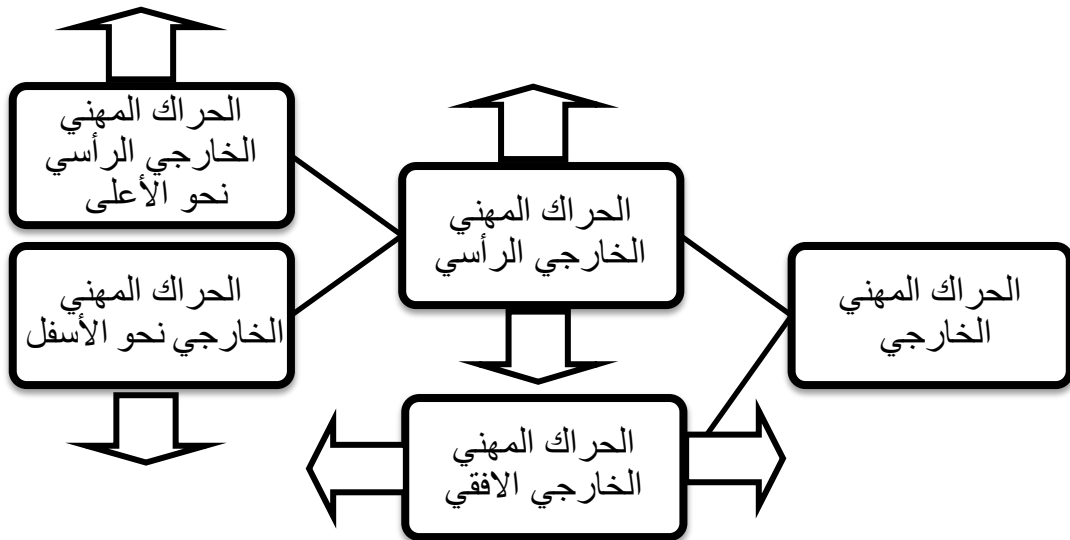 الحراك المهني
الخارجي
الحراك المهني
الخارجي الرأسي
الحراك المهني
الخارجي الافقي
الحراك المهني
الخارجي الرأسي
نحو الأعلى
الحراك المهني
الخارجي نحو الأسفل